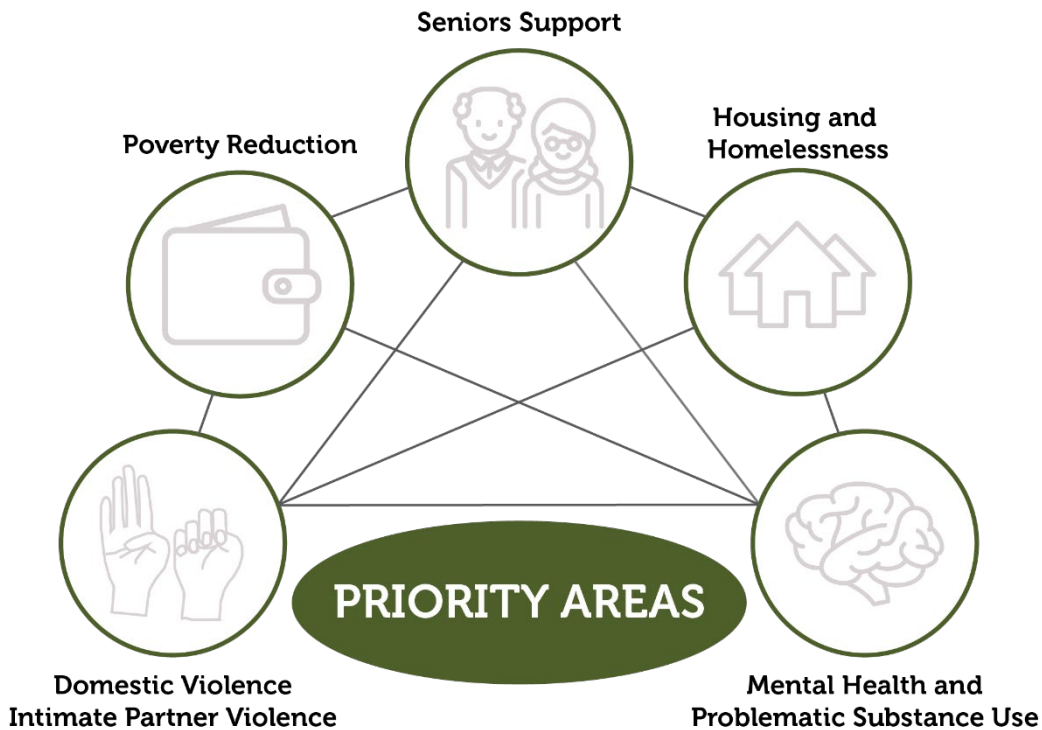 Seniors Support
Poverty Reduction
Housing and
Homelessness
PRIORITY AREAS
Domestic Violence
Intimate Partner Violence
Mental Health and
Problematic Substance Use